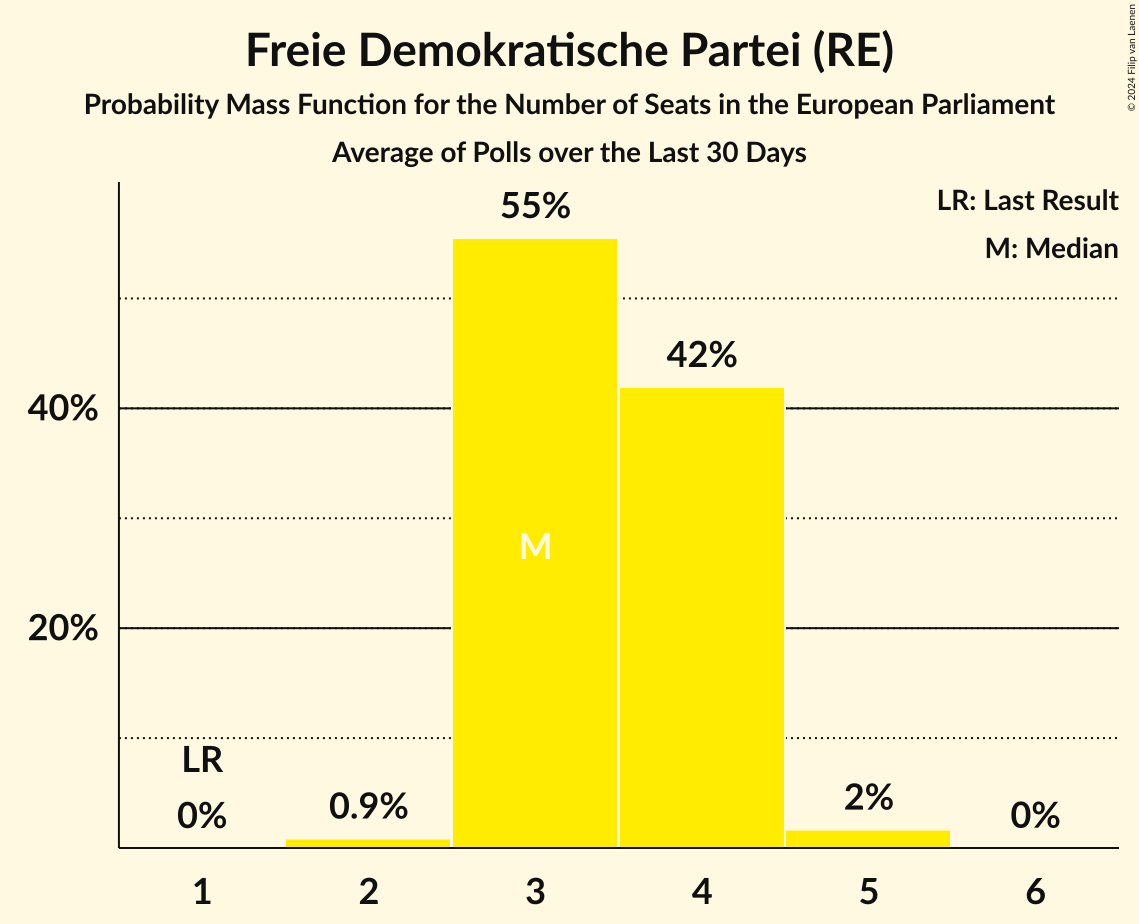 Freie Demokratische Partei (RE)
Probability Mass Function for the Number of Seats in the European Parliament
Average of Polls over the Last 30 Days
© 2024 Filip van Laenen
LR: Last Result
M: Median
55%
42%
40%
M
20%
LR
0%
0.9%
2%
0%
1 2 3 4 5 6